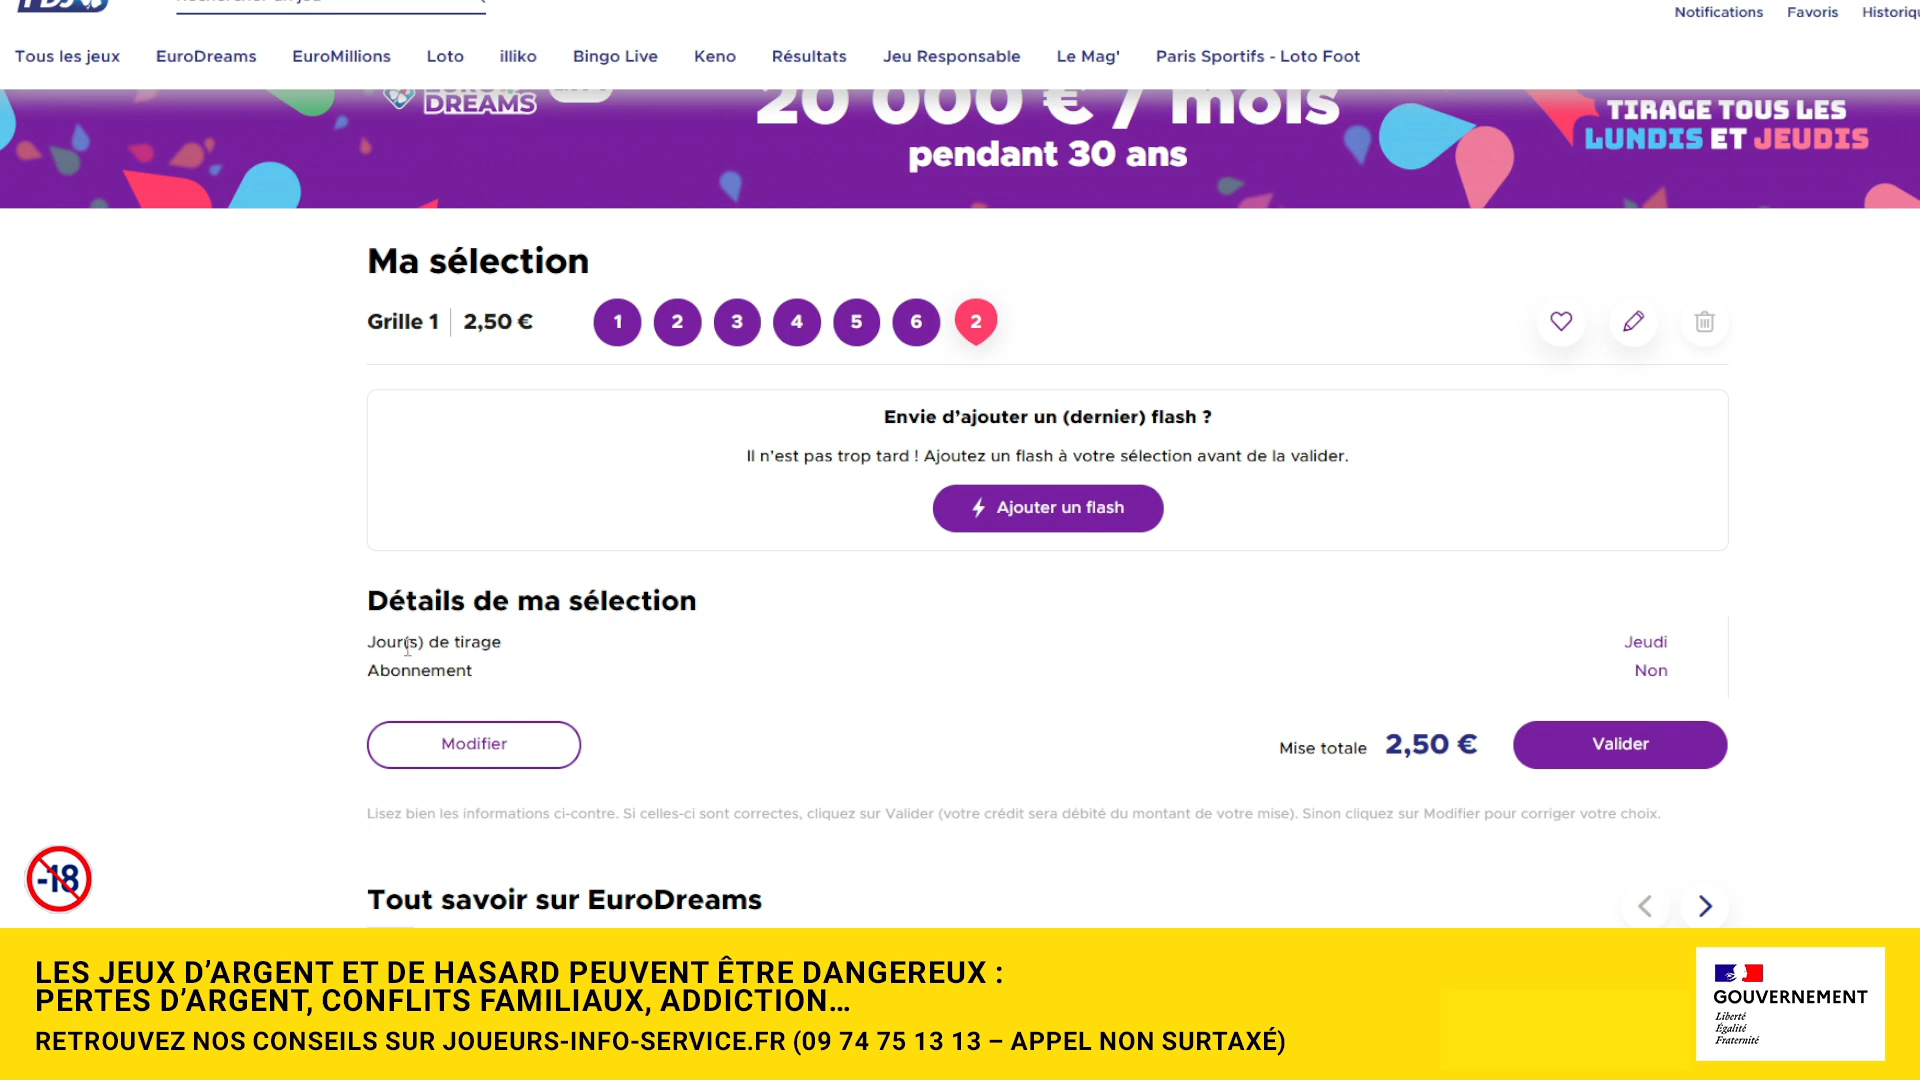 FDJ
Notifications Favoris
Tous les jeux EuroDreams EuroMillions Loto illiko Bingo Live Keno Résultats Jeu Responsable Le Mag' Paris Sportifs - Loto Foot
DREAMS
20 000 € / mois
pendant 30 ans
TIRAGE TOUS LES
LUNDIS ET JEUDIS
Ma sélection
Grille 1 2,50 € 1 2 3 4 5 6 2
Envie d’ajouter un (dernier) flash ?
Il n’est pas trop tard ! Ajoutez un flash à votre sélection avant de la valider.
Ajouter un flash
Détails de ma sélection
Jour(s) de tirage Jeudi
Abonnement Non
Modifier Mise totale 2,50 € Valider
Lisez bien les informations ci-contre. Si celles-ci sont correctes, cliquez sur Valider (votre crédit sera débité du montant de votre mise). Sinon cliquez sur Modifier pour corriger votre choix.
-18
Tout savoir sur EuroDreams
LES JEUX D’ARGENT ET DE HASARD PEUVENT ÊTRE DANGEREUX :
PERTES D’ARGENT, CONFLITS FAMILIAUX, ADDICTION...
RETROUVEZ NOS CONSEILS SUR JOUEURS-INFO-SERVICE.FR (09 74 75 13 13 – APPEL NON SURTAXÉ)
GOUVERNEMENT
Liberté
Égalité
Fraternité